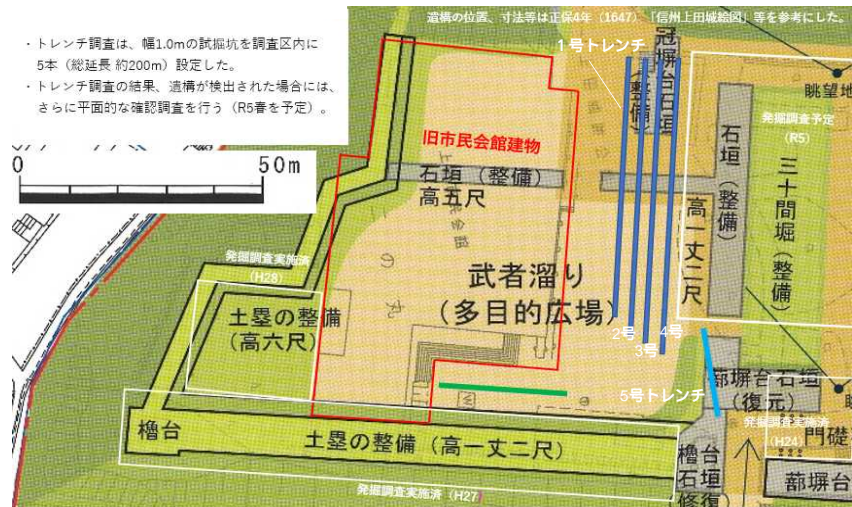 遺構の位置、寸法等は正保4年（1647）「信州上田城絵図」等を参考にした。
・トレンチ調査は、幅1.0mの試掘坑を調査区内に
5本（総延長 約200m）設定した。
・トレンチ調査の結果、遺構が検出された場合には、
さらに平面的な確認調査を行う（R5春を予定）。
0
50m
1号トレンチ
冠塀台石垣
（整備）
眺望地
旧市民会館建物
石垣（整備）
高五尺
石垣（整備）
高一丈二尺
発掘調査予定
（R5）
三十間堀（整備）
発掘調査実施済
（H28）
の丸
武者溜り
（多目的広場）
土塁の整備
（高六尺）
2号
3号
4号
5号トレンチ
蔀塀台石垣
（復元）
発掘調査実施済
（H24）
門礎
櫓台
土塁の整備（高一丈二尺）
櫓台
石垣
修復
蔀塀台
発掘調査実施済（H27）